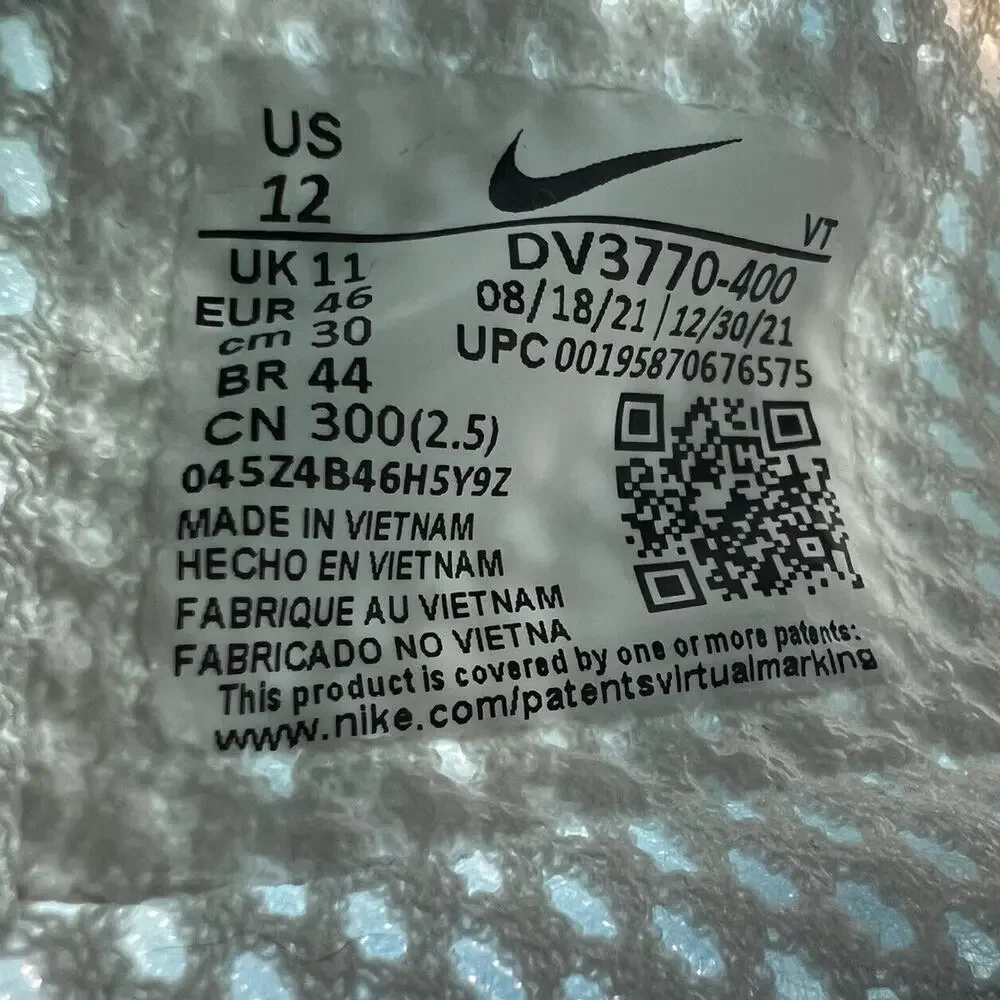 US
12
VT
UK 11
EUR 46
cm 30
BR 44
CN 300(2.5)
045Z4B46H5Y9Z
DV3770-400
08/18/21|12/30/21
UPC 00195870676575
MADE IN VIETNAM
HECHO EN VIETNAM
FABRIQUE AU VIETNAM
FABRICADO NO VIETNA
This product is covered by one or more patents:
www.nike.com/patentsvirtualmarking